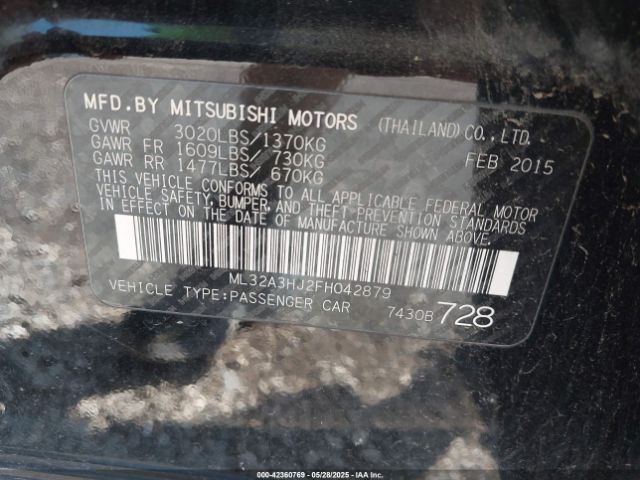 MFD.BY MITSUBISHI MOTORS (THAILAND) CO., LTD.
GVWR 3020LBS/1370KG FEB 2015
GAWR FR 1609LBS/ 730KG
GAWR RR 1477LBS/ 670KG
THIS VEHICLE CONFORMS TO ALL APPLICABLE FEDERAL MOTOR
VEHICLE SAFETY, BUMPER, AND THEFT PREVENTION STANDARDS
IN EFFECT ON THE DATE OF MANUFACTURE SHOWN ABOVE.
ML32A3HJ2FH042879
VEHICLE TYPE:PASSENGER CAR 7430B 728
00-42360769 - 05/28/2025 - IAA Inc.